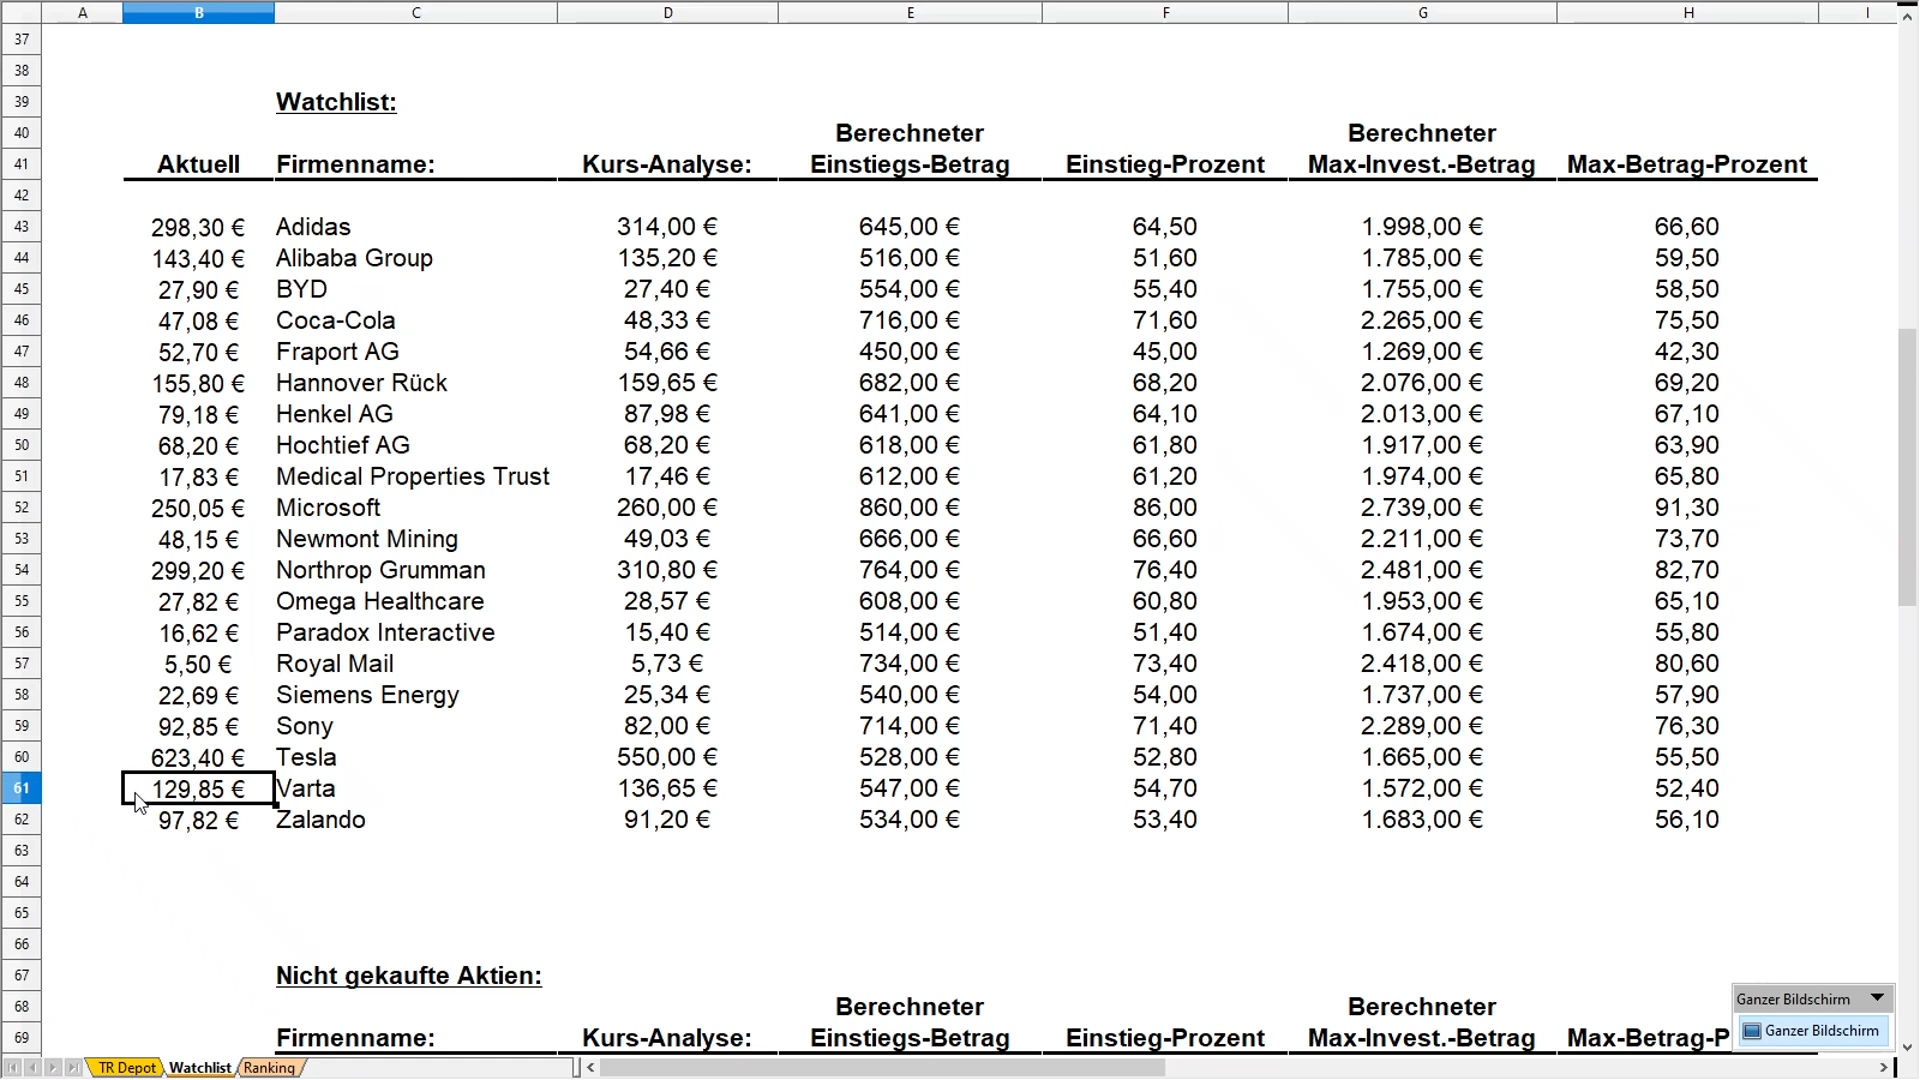 A B C D E F G H I
37
38
39 Watchlist:
40 Berechneter Berechneter
41 Aktuell Firmenname: Kurs-Analyse: Einstiegs-Betrag Einstieg-Prozent Max-Invest.-Betrag Max-Betrag-Prozent
42
43 298,30 € Adidas 314,00 € 645,00 € 64,50 1.998,00 € 66,60
44 143,40 € Alibaba Group 135,20 € 516,00 € 51,60 1.785,00 € 59,50
45 27,90 € BYD 27,40 € 554,00 € 55,40 1.755,00 € 58,50
46 47,08 € Coca-Cola 48,33 € 716,00 € 71,60 2.265,00 € 75,50
47 52,70 € Fraport AG 54,66 € 450,00 € 45,00 1.269,00 € 42,30
48 155,80 € Hannover Rück 159,65 € 682,00 € 68,20 2.076,00 € 69,20
49 79,18 € Henkel AG 87,98 € 641,00 € 64,10 2.013,00 € 67,10
50 68,20 € Hochtief AG 68,20 € 618,00 € 61,80 1.917,00 € 63,90
51 17,83 € Medical Properties Trust 17,46 € 612,00 € 61,20 1.974,00 € 65,80
52 250,05 € Microsoft 260,00 € 860,00 € 86,00 2.739,00 € 91,30
53 48,15 € Newmont Mining 49,03 € 666,00 € 66,60 2.211,00 € 73,70
54 299,20 € Northrop Grumman 310,80 € 764,00 € 76,40 2.481,00 € 82,70
55 27,82 € Omega Healthcare 28,57 € 608,00 € 60,80 1.953,00 € 65,10
56 16,62 € Paradox Interactive 15,40 € 514,00 € 51,40 1.674,00 € 55,80
57 5,50 € Royal Mail 5,73 € 734,00 € 73,40 2.418,00 € 80,60
58 22,69 € Siemens Energy 25,34 € 540,00 € 54,00 1.737,00 € 57,90
59 92,85 € Sony 82,00 € 714,00 € 71,40 2.289,00 € 76,30
60 623,40 € Tesla 550,00 € 528,00 € 52,80 1.665,00 € 55,50
61 129,85 € Varta 136,65 € 547,00 € 54,70 1.572,00 € 52,40
62 97,82 € Zalando 91,20 € 534,00 € 53,40 1.683,00 € 56,10
63
64
65
66
67 Nicht gekaufte Aktien:
68 Berechneter Berechneter Ganzer Bildschirm
69 Firmenname: Kurs-Analyse: Einstiegs-Betrag Einstieg-Prozent Max-Invest.-Betrag Max-Betrag-P Ganzer Bildschirm
TR Depot Watchlist Ranking